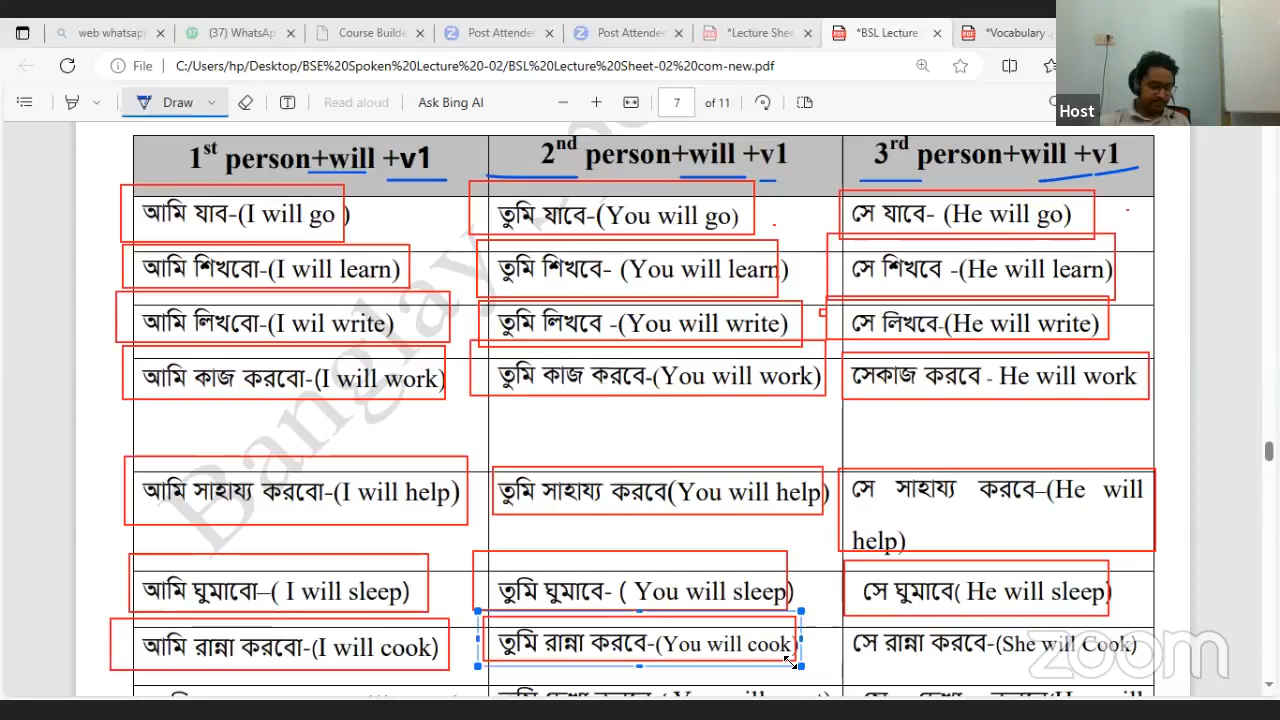 web whatsapp
(37) WhatsA
Course Builde
Post Attende
Post Attendee
*Lecture Shee
*BSL Lecture
*Vocabulary
File
C:/Users/hp/Desktop/BSE%20Spoken%20Lecture%20-02/BSL%20Lecture%20Sheet-02%20com-new.pdf
Draw
Read aloud
Ask Bing AI
7
of 11
Host
1st person+will +v1
2nd person+will +v1
3rd person+will +v1
আমি যাব-(I will go )
তুমি যাবে-(You will go)
সে যাবে- (He will go)
আমি শিখবো-(I will learn)
তুমি শিখবে- (You will learn)
সে শিখবে -(He will learn)
আমি লিখবো-(I wil write)
তুমি লিখবে -(You will write)
সে লিখবে-(He will write)
আমি কাজ করবো-(I will work)
তুমি কাজ করবে-(You will work)
সেকাজ করবে - He will work
আমি সাহায্য করবো-(I will help)
তুমি সাহায্য করবে(You will help)
সে সাহায্য করবে–(He will
help)
আমি ঘুমাবো–( I will sleep)
তুমি ঘুমাবে- ( You will sleep)
সে ঘুমাবে( He will sleep)
আমি রান্না করবো-(I will cook)
তুমি রান্না করবে-(You will cook)
সে রান্না করবে-(She will Cook)
zoom